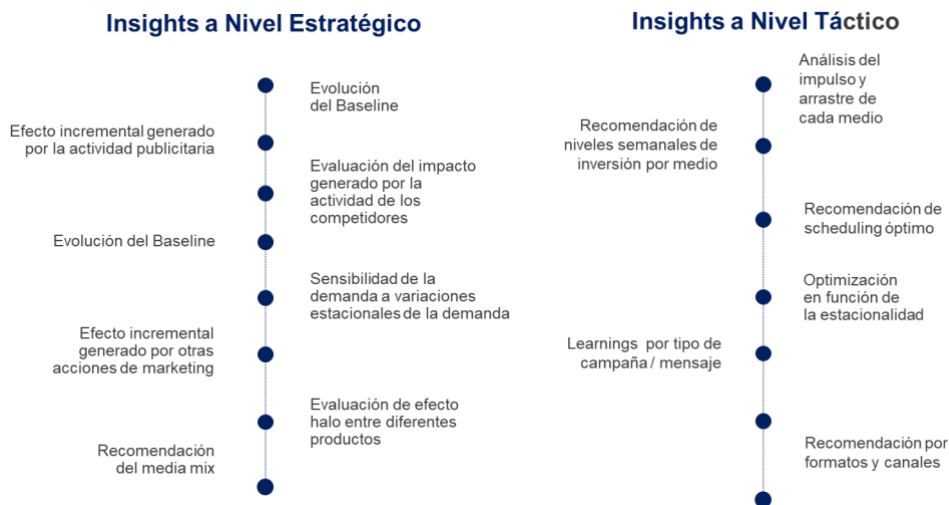 Insights a Nivel Estratégico
Evolución
del Baseline
Efecto incremental generado
por la actividad publicitaria
Evaluación del impacto
generado por la
actividad de los
competidores
Evolución del Baseline
Sensibilidad de la
demanda a variaciones
estacionales de la demanda
Efecto incremental
generado por otras
acciones de marketing
Evaluación de efecto
halo entre diferentes
productos
Recomendación
del media mix
Insights a Nivel Táctico
Análisis del
impulso y
arrastre de
cada medio
Recomendación de
niveles semanales de
inversión por medio
Recomendación de
scheduling óptimo
Optimización
en función de
la estacionalidad
Learnings por tipo de
campaña / mensaje
Recomendación por
formatos y canales